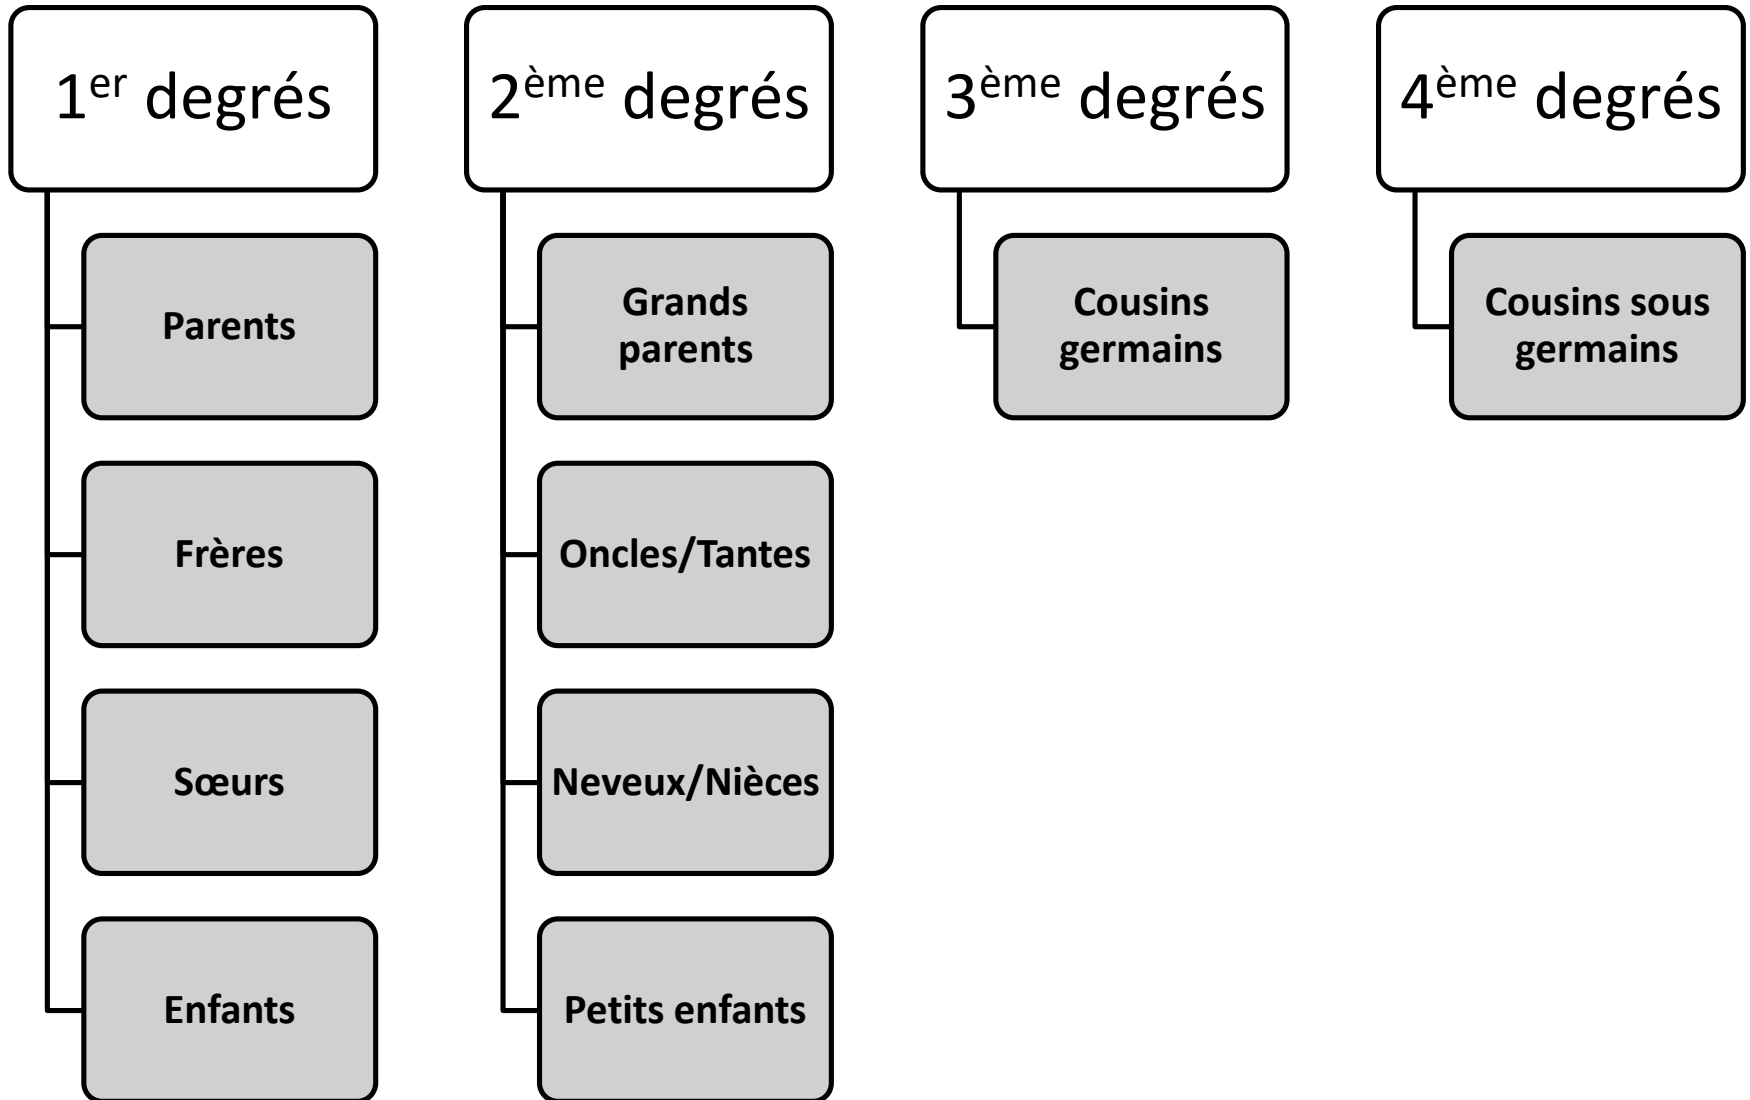 1er degrés
Parents
Frères
Sœurs
Enfants
2ème degrés
Grands
parents
Oncles/Tantes
Neveux/Nièces
Petits enfants
3ème degrés
Cousins
germains
4ème degrés
Cousins sous
germains